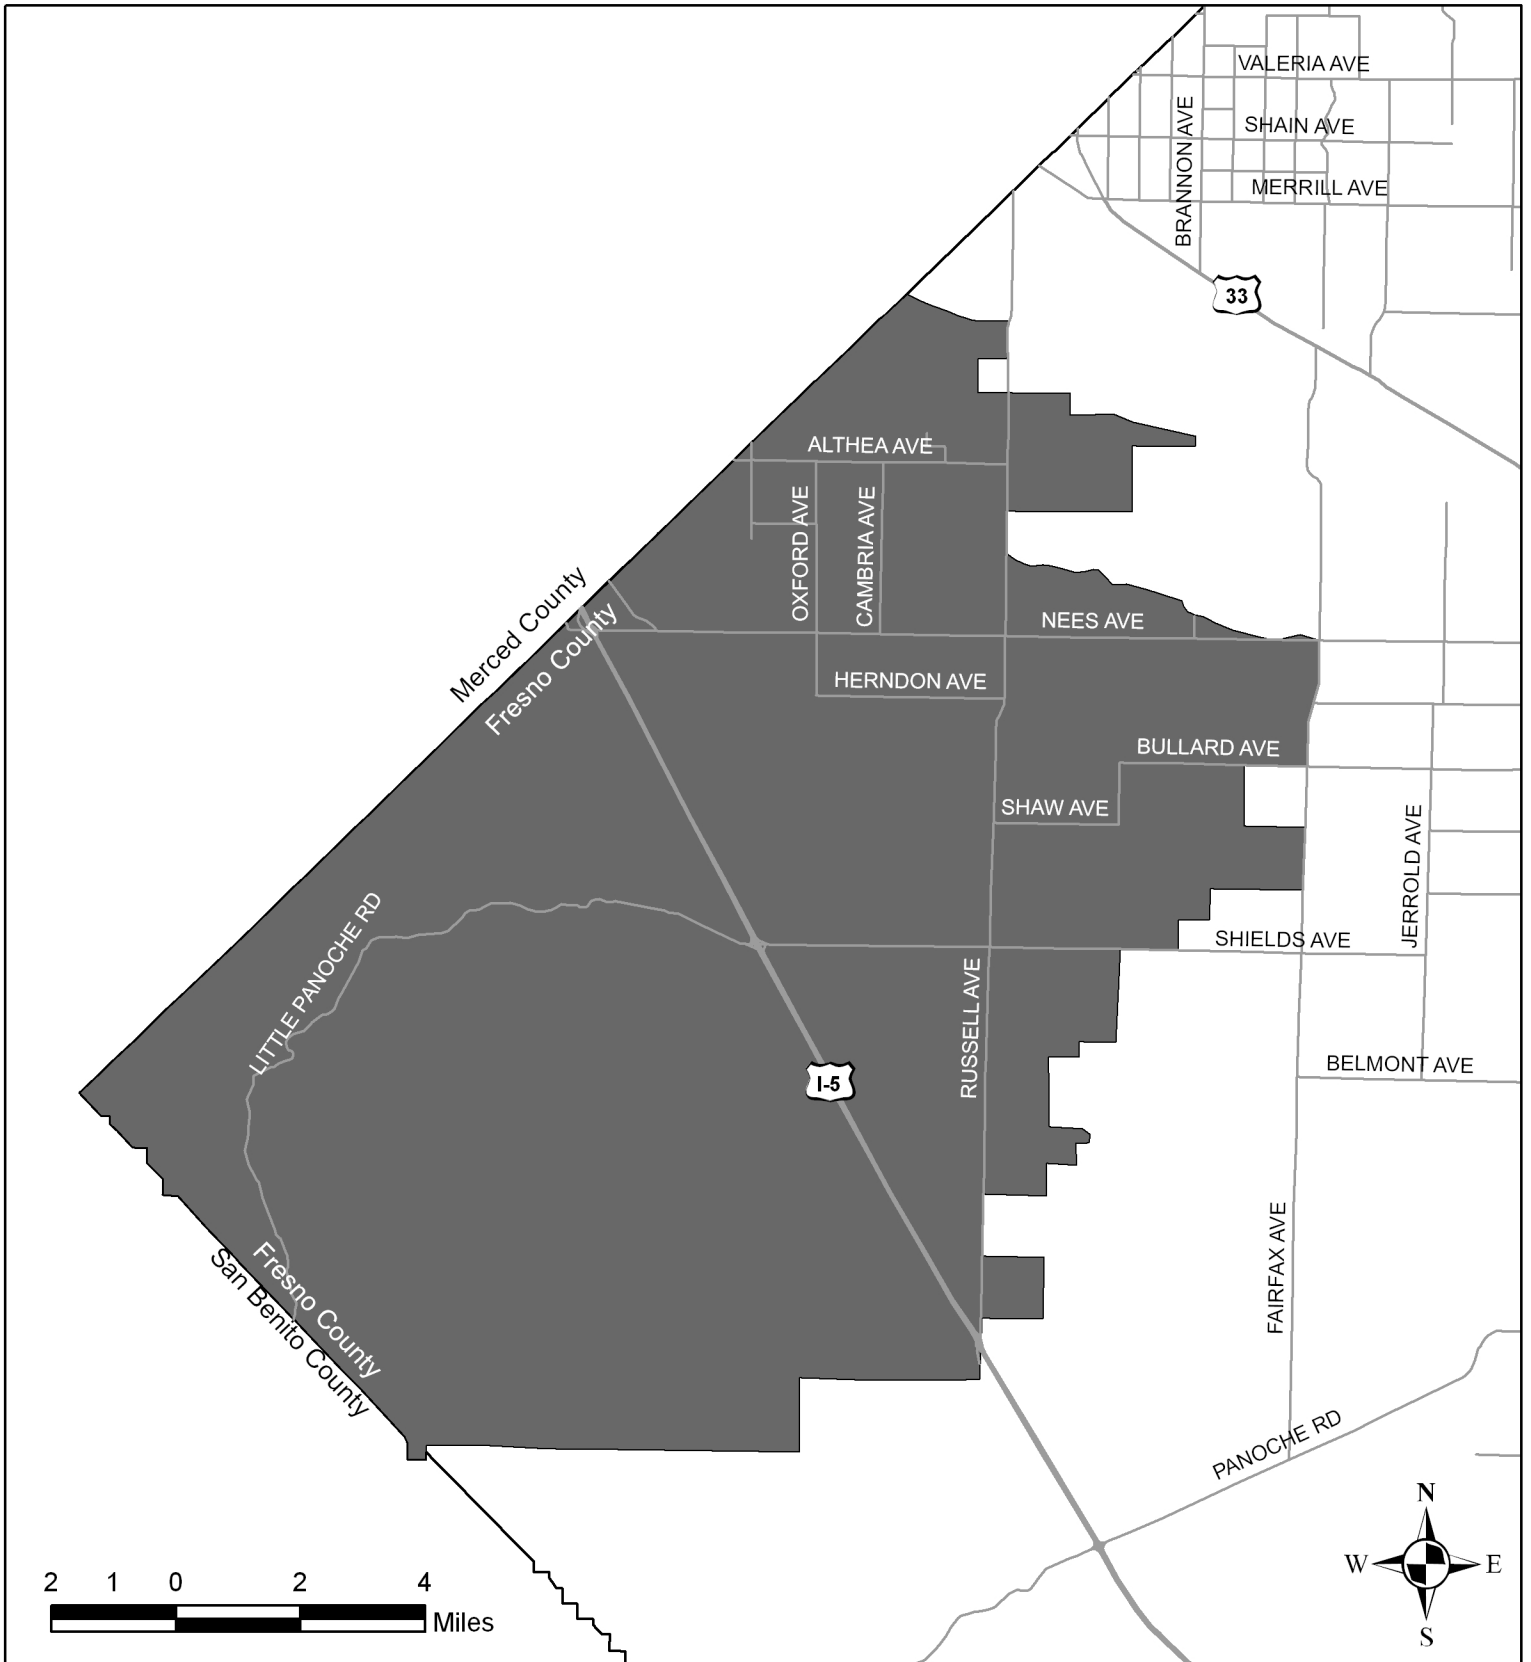 VALERIA AVE
SHAIN AVE
BRANNON AVE
MERRILL AVE
33
ALTHEA AVE
OXFORD AVE
CAMBRIA AVE
Merced County
Fresno County
NEES AVE
HERNDON AVE
BULLARD AVE
SHAW AVE
JERROLD AVE
LITTLE PANOCHE RD
SHIELDS AVE
RUSSELL AVE
I-5
BELMONT AVE
FAIRFAX AVE
Fresno County
San Benito County
PANOCHE RD
N
W E
S
2 1 0 2 4
Miles